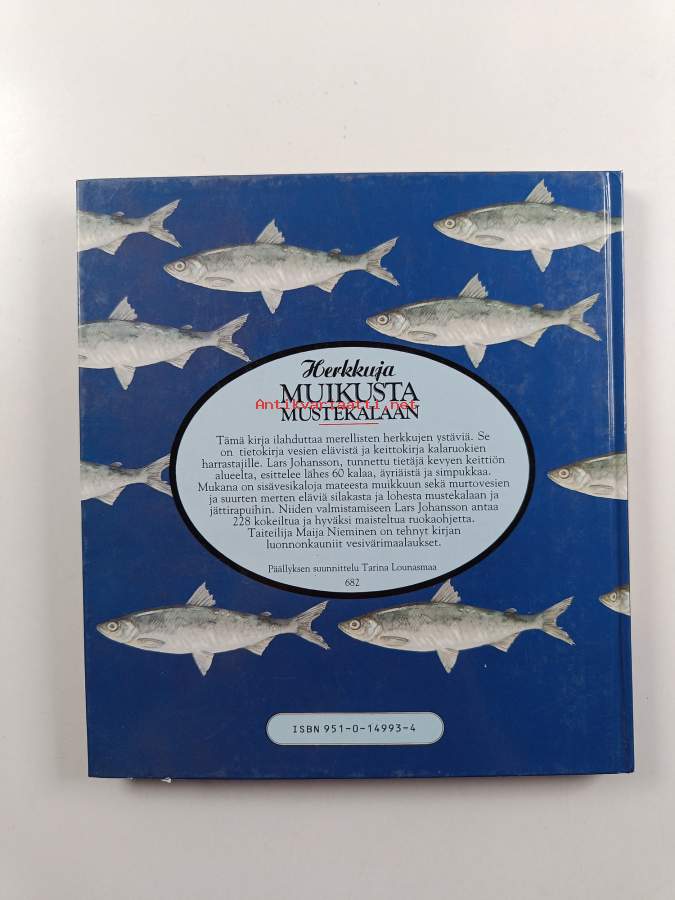 Herkkuja
MUIKUSTA
Antikvariaatti.net
MUSTEKALAAN
Tämä kirja ilahduttaa merellisten herkkujen ystäviä. Se
on tietokirja vesien elävistä ja keittokirja kalaruokien
harrastajille. Lars Johansson, tunnettu tietäjä kevyen keittiön
alueelta, esittelee lähes 60 kalaa, äyriäistä ja simpukkaa.
Mukana on sisävesikaloja mateesta muikkuun sekä murtovesien
ja suurten merten eläviä silakasta ja lohesta mustekalaan ja
jättirapuihin. Niiden valmistamiseen Lars Johansson antaa
228 kokeiltua ja hyväksi maisteltua ruokaohjetta.
Taiteilija Maija Nieminen on tehnyt kirjan
luonnonkauniit vesivärimaalaukset.
Päällyksen suunnittelu Tarina Lounasmaa
682
ISBN 951-0-14993-4